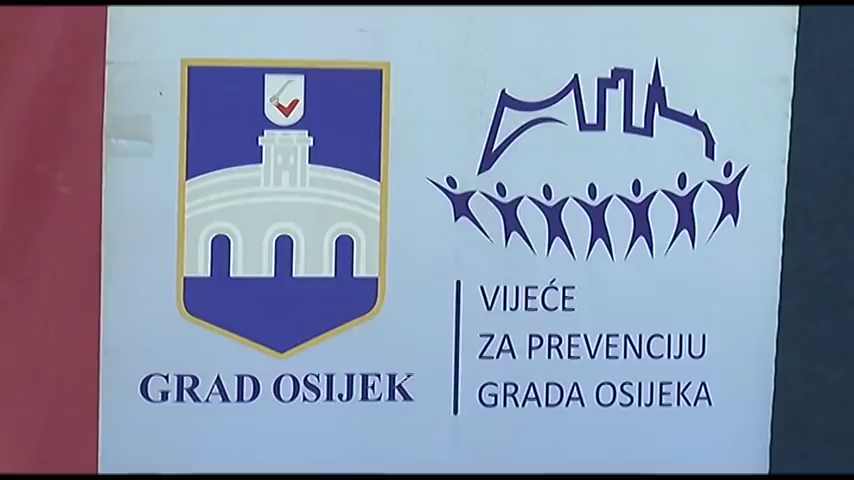 GRAD OSIJEK
VIJEĆE
ZA PREVENCIJU
GRADA OSIJEKA